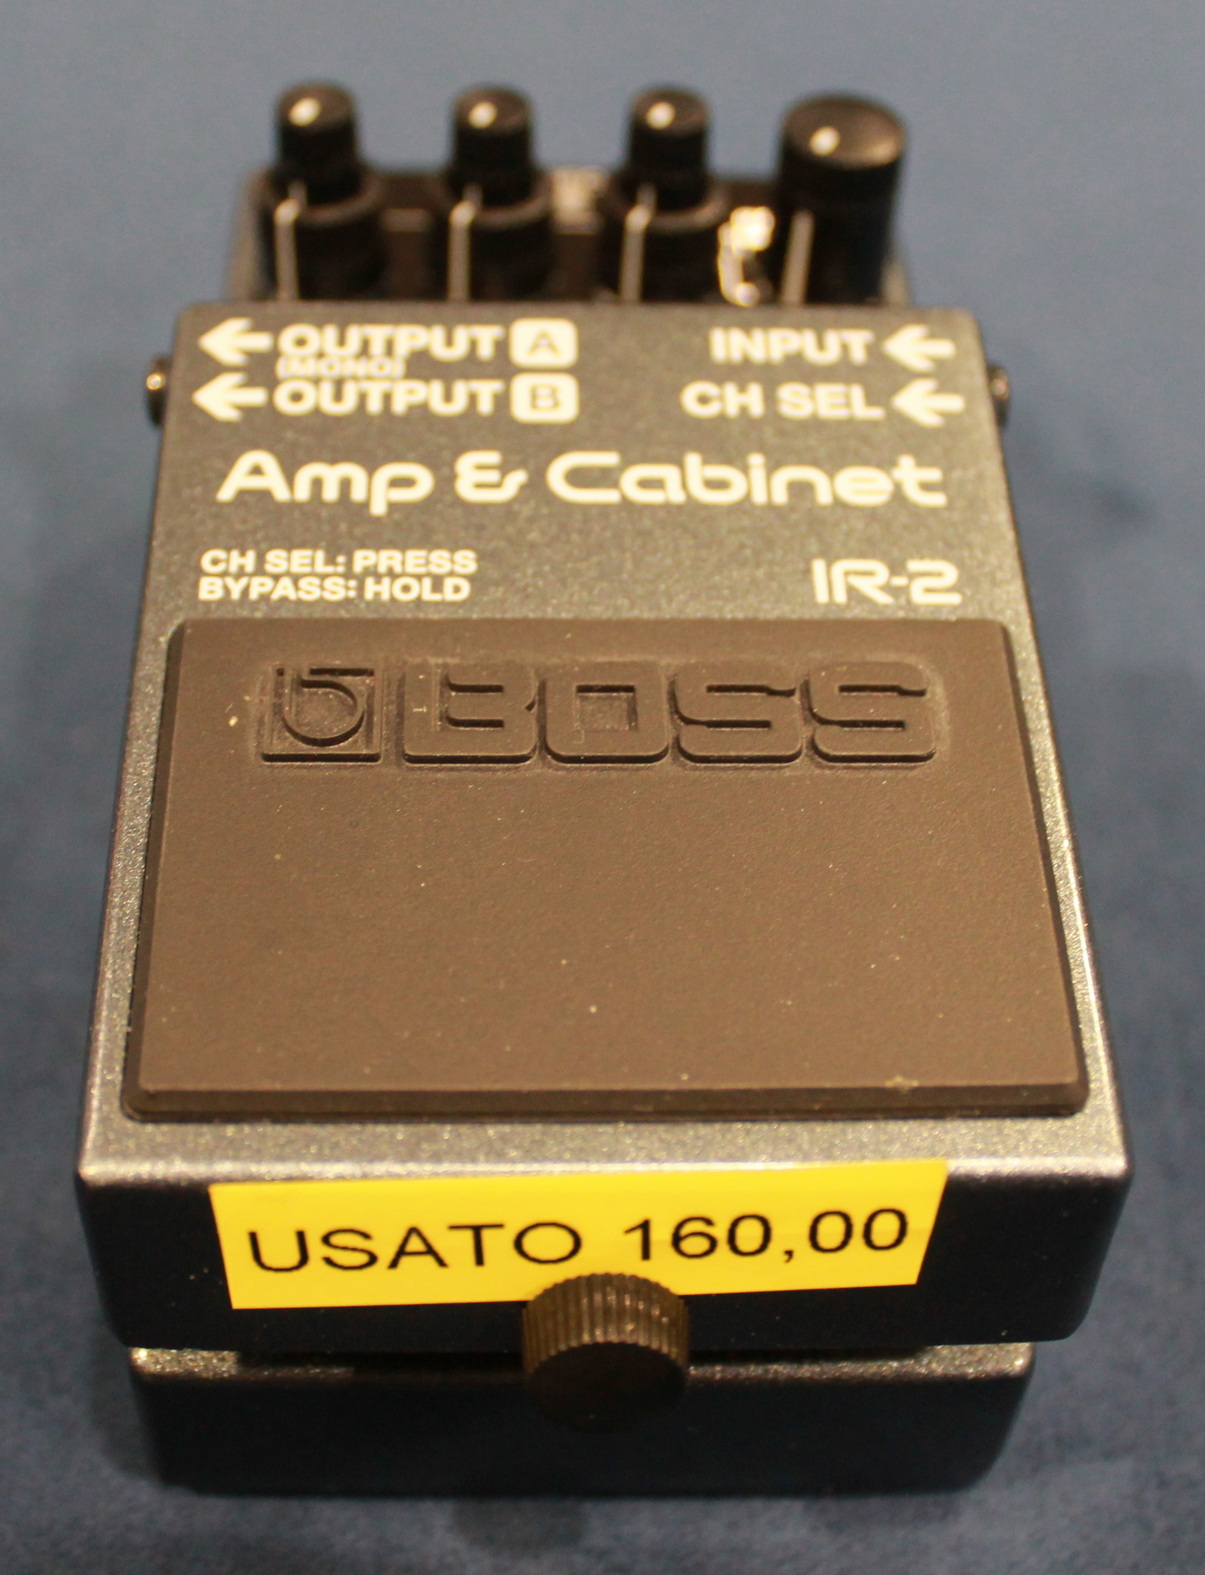 OUTPUT A
INPUT
(MONO)
OUTPUT B
CH SEL
Amp & Cabinet
CH SEL: PRESS
BYPASS: HOLD
IR-2
BOSS
USATO 160,00